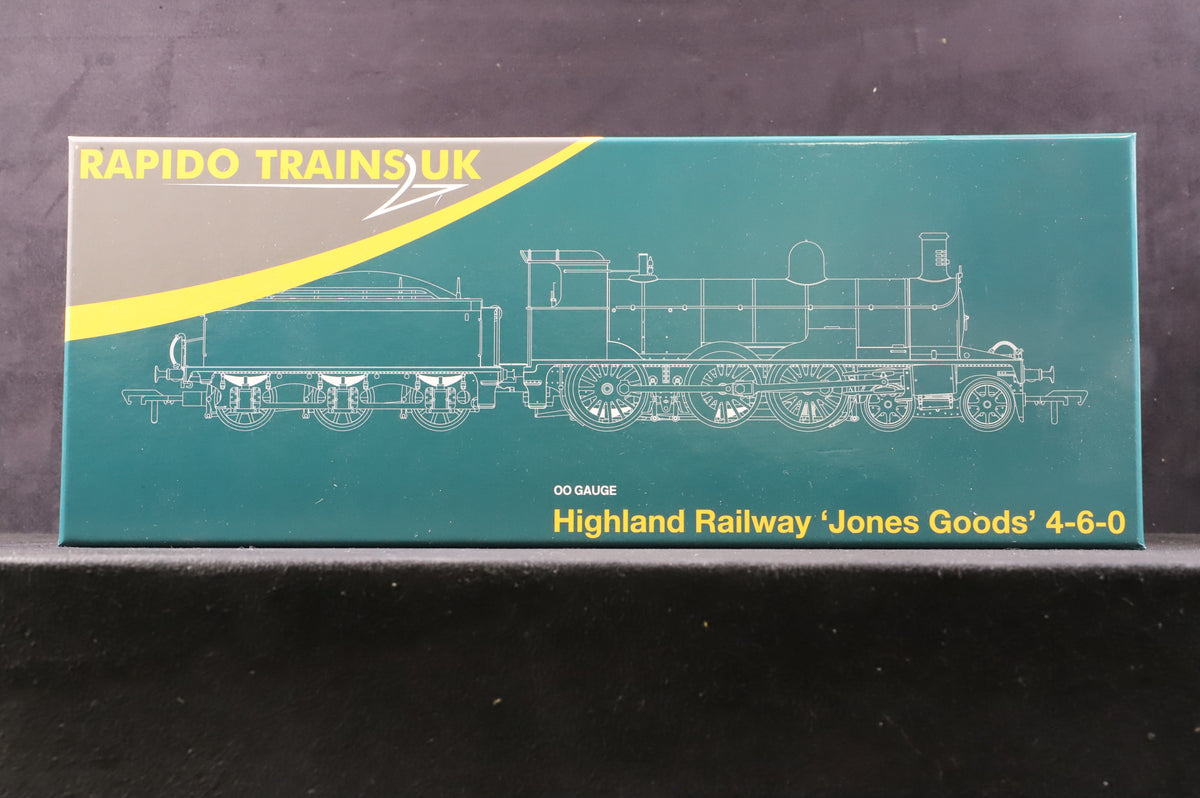 RAPIDO TRAINS UK
OO GAUGE
Highland Railway ‘Jones Goods’ 4-6-0